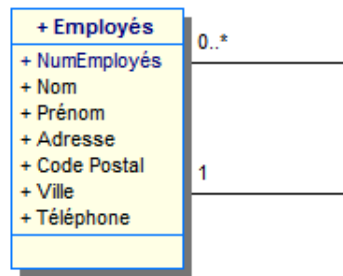 + Employés
0..*
+ NumEmployés
+ Nom
+ Prénom
+ Adresse
+ Code Postal
1
+ Ville
+ Téléphone